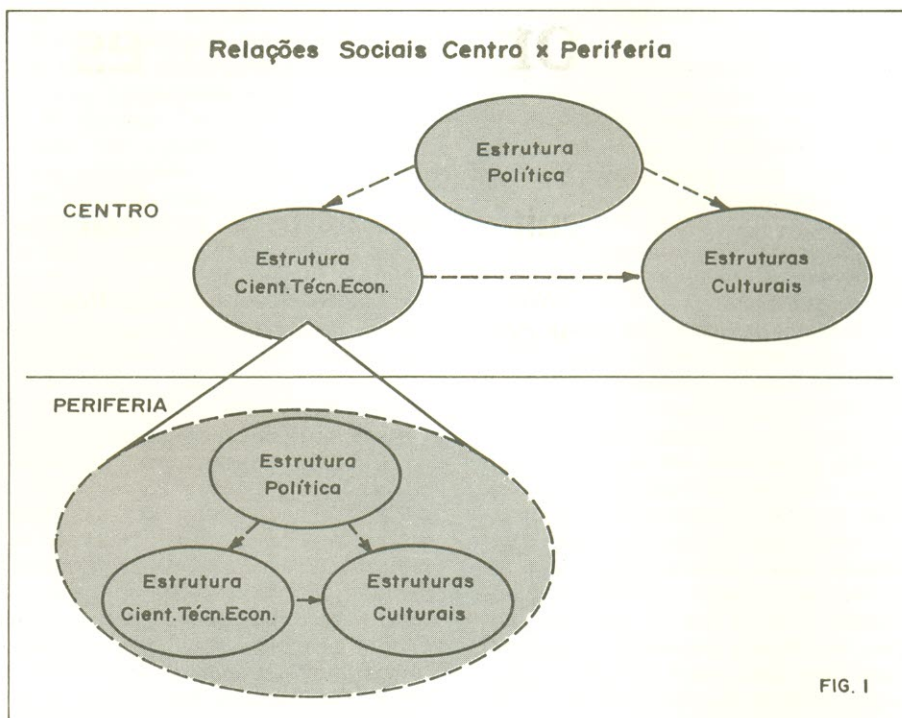 Relações Sociais Centro x Periferia
Estrutura
Política
CENTRO
Estrutura
Cient.Técn.Econ.
Estruturas
Culturais
PERIFERIA
Estrutura
Política
Estrutura
Cient.Técn.Econ.
Estruturas
Culturais
FIG. I